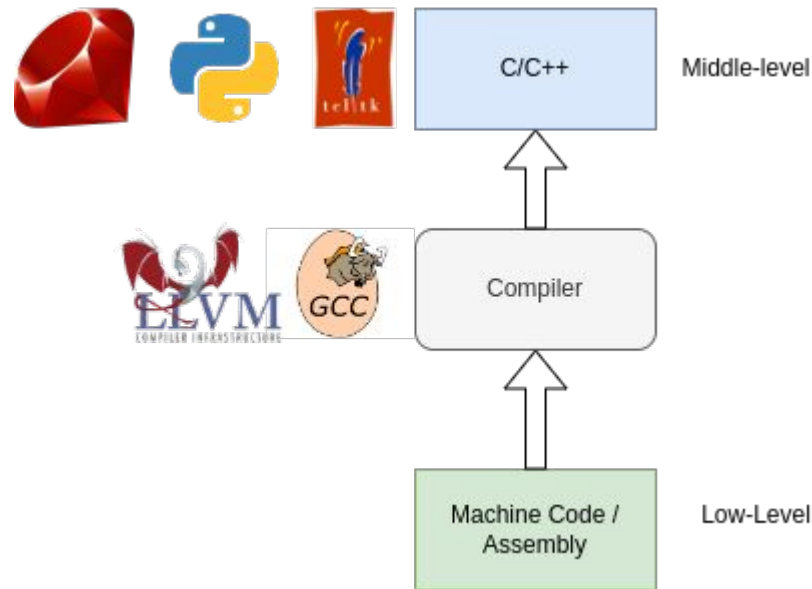 tcl tk
C/C++
Middle-level
LLVM
COMPILER INFRASTRUCTURE
GCC
Compiler
Machine Code /
Assembly
Low-Level